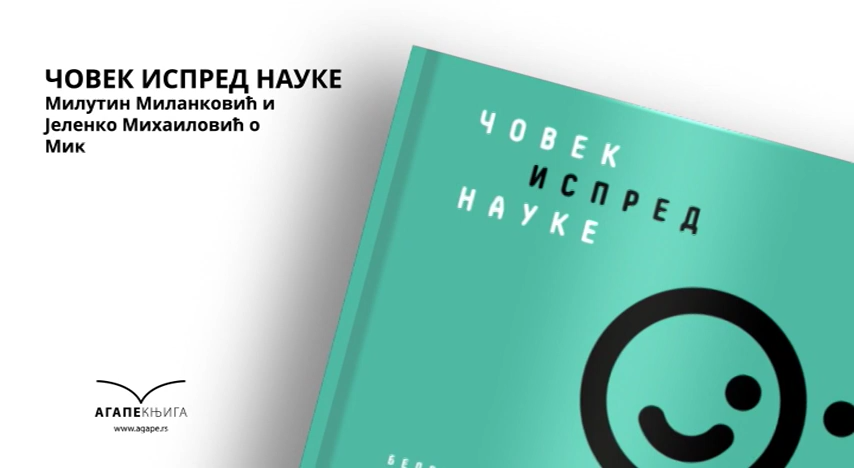 ЧОВЕК ИСПРЕД НАУКЕ
Милутин Миланковић и
Јеленко Михаиловић о
Мик
ЧОВЕК
ИСПРЕД
НАУКЕ
АГАПЕКЊИГА
www.agape.rs